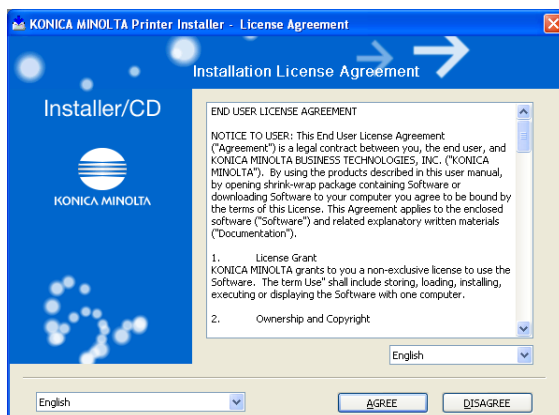 KONICA MINOLTA Printer Installer - License Agreement
Installation License Agreement
Installer/CD
KONICA MINOLTA
END USER LICENSE AGREEMENT
NOTICE TO USER: This End User License Agreement
("Agreement") is a legal contract between you, the end user, and
KONICA MINOLTA BUSINESS TECHNOLOGIES, INC. ("KONICA
MINOLTA"). By using the products described in this user manual,
by opening shrink-wrap package containing Software or
downloading Software to your computer you agree to be bound by
the terms of this License. This Agreement applies to the enclosed
software ("Software") and related explanatory written materials
("Documentation").
1. License Grant
KONICA MINOLTA grants to you a non-exclusive license to use the
Software. The term Use" shall include storing, loading, installing,
executing or displaying the Software with one computer.
2. Ownership and Copyright
English
English
AGREE
DISAGREE